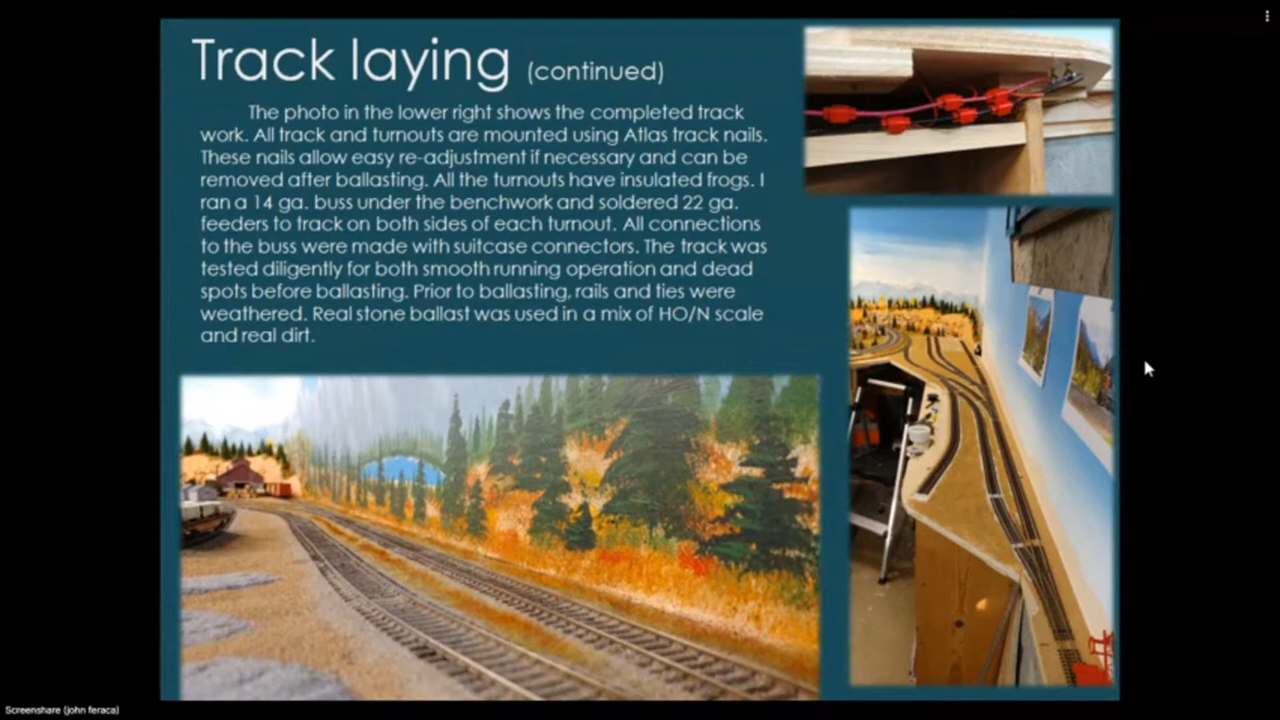 Track laying (continued)
The photo in the lower right shows the completed track
work. All track and turnouts are mounted using Atlas track nails.
These nails allow easy re-adjustment if necessary and can be
removed after ballasting. All the turnouts have insulated frogs. I
ran a 14 ga. buss under the benchwork and soldered 22 ga.
feeders to track on both sides of each turnout. All connections
to the buss were made with suitcase connectors. The track was
tested diligently for both smooth running operation and dead
spots before ballasting. Prior to ballasting, rails and ties were
weathered. Real stone ballast was used in a mix of HO/N scale
and real dirt.
Screenshare (john feraca)